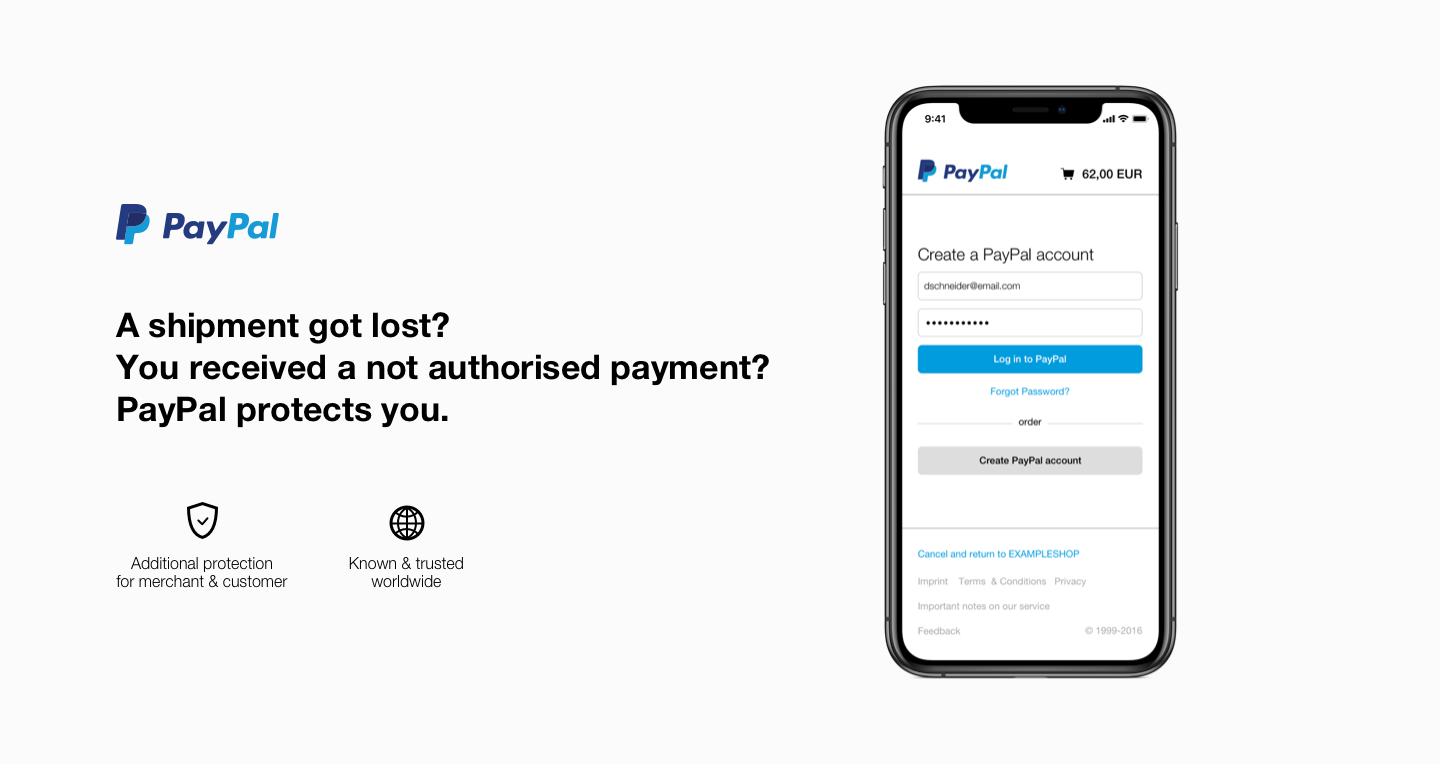 PayPal
A shipment got lost?
You received a not authorised payment?
PayPal protects you.
Additional protection
for merchant & customer
Known & trusted
worldwide
9:41
PayPal
62,00 EUR
Create a PayPal account
dschneider@email.com
•••••••••••
Log in to PayPal
Forgot Password?
order
Create PayPal account
Cancel and return to EXAMPLESHOP
Imprint Terms & Conditions Privacy
Important notes on our service
Feedback © 1999-2016